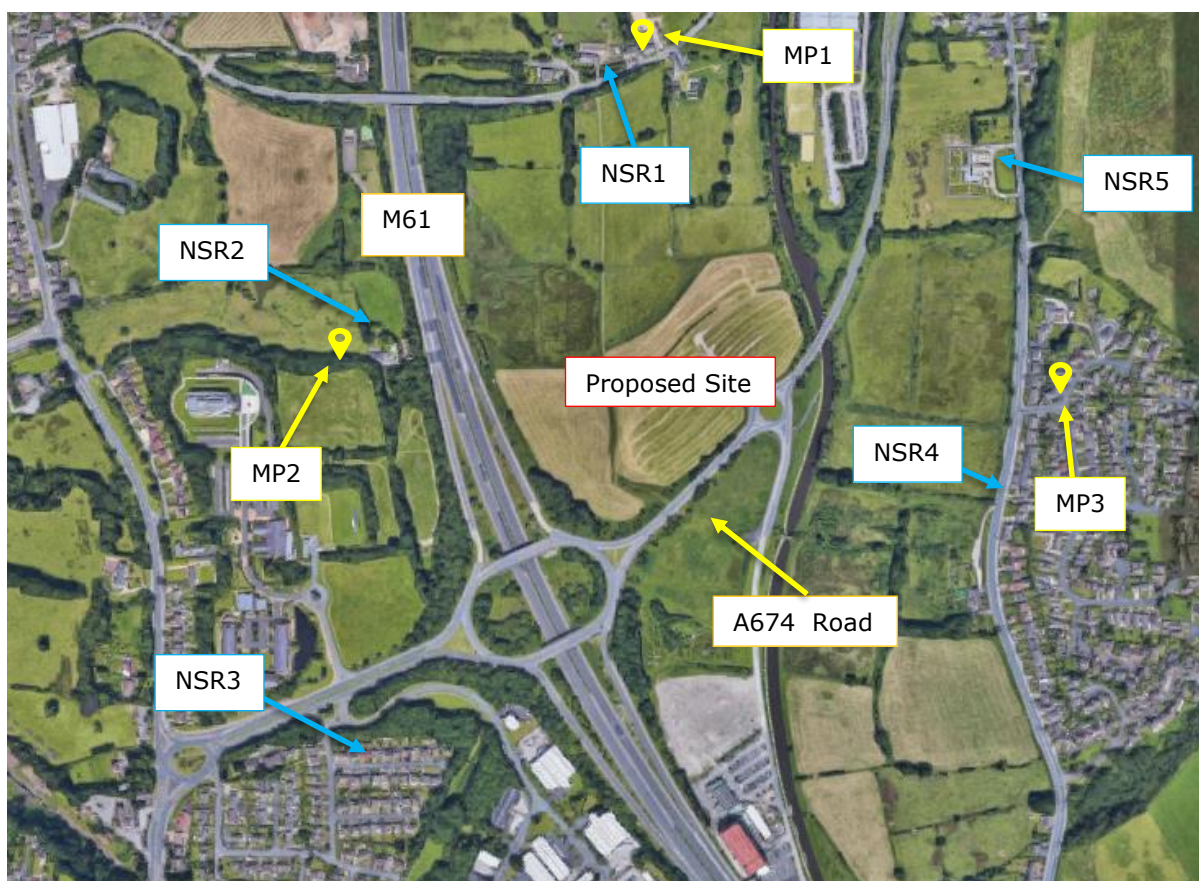 MP1
NSR1
NSR5
M61
NSR2
Proposed Site
NSR4
MP2
MP3
A674 Road
NSR3